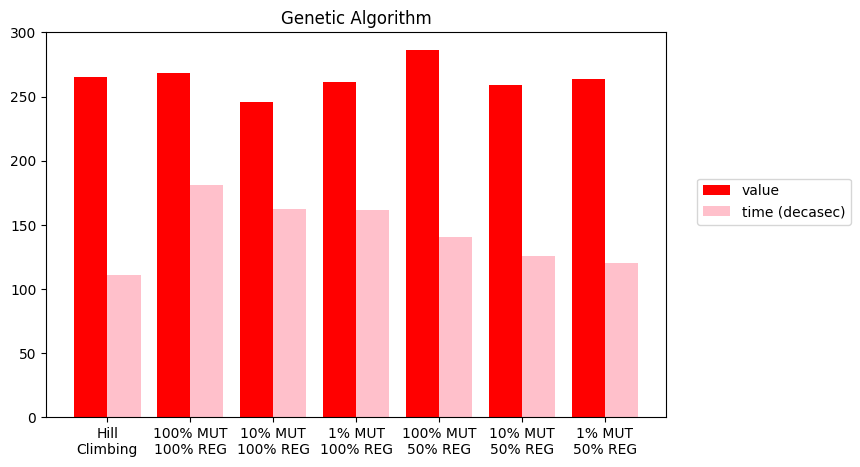 Genetic Algorithm
300
250
200
150
100
50
0
value
time (decasec)
Hill
Climbing
100% MUT
100% REG
10% MUT
100% REG
1% MUT
100% REG
100% MUT
50% REG
10% MUT
50% REG
1% MUT
50% REG